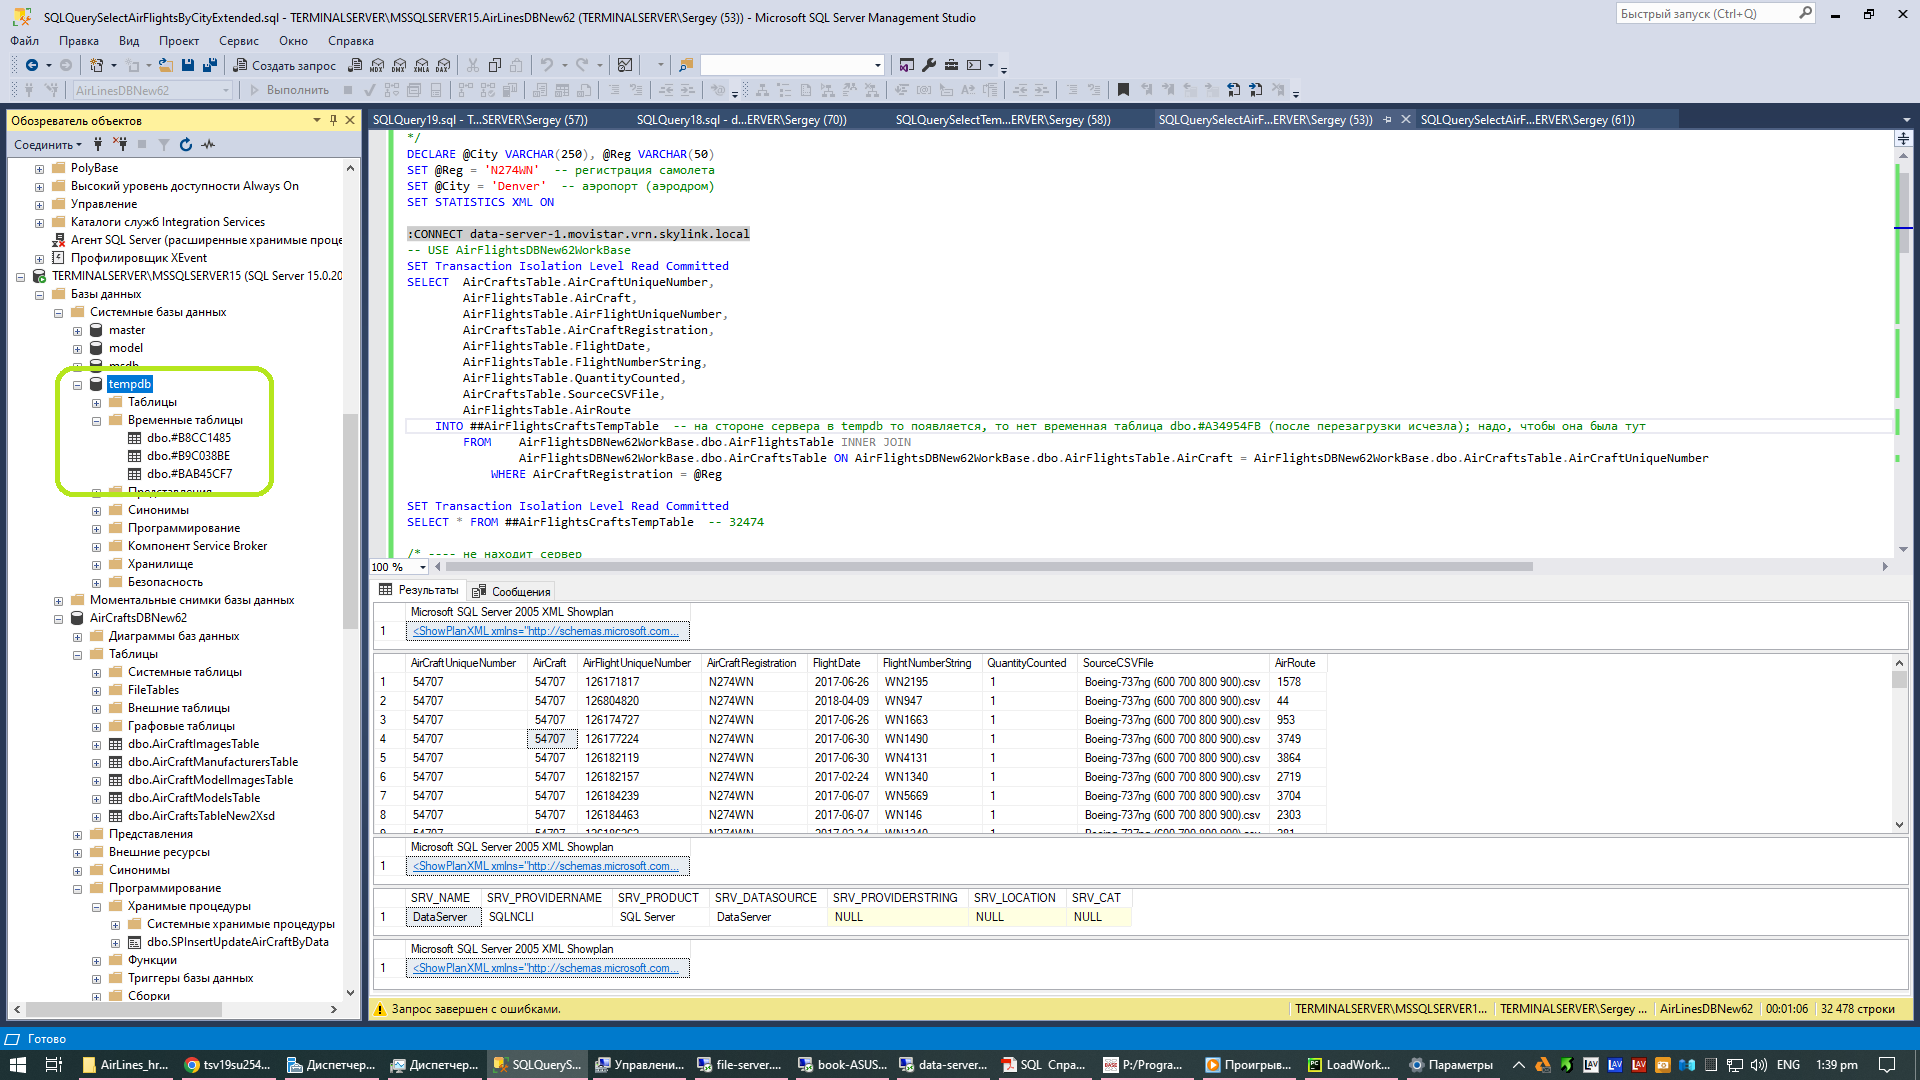 SQLQuerySelectAirFlightsByCityExtended.sql - TERMINALSERVER\MSSQLSERVER15.AirLinesDBNew62 (TERMINALSERVER\Sergey (53)) - Microsoft SQL Server Management Studio
Быстрый запуск (Ctrl+Q)
Файл Правка Вид Проект Сервис Окно Справка
Создать запрос MDX DMX XMLA DAX
AirLinesDBNew62 Выполнить
Обозреватель объектов
Соединить
PolyBase
Высокий уровень доступности Always On
Управление
Каталоги служб Integration Services
Агент SQL Server (расширенные хранимые проце
Профилировщик XEvent
TERMINALSERVER\MSSQLSERVER15 (SQL Server 15.0.20
Базы данных
Системные базы данных
master
model
msdb
tempdb
Таблицы
Временные таблицы
dbo.#B8CC1485
dbo.#B9C038BE
dbo.#BAB45CF7
Представления
Синонимы
Программирование
Компонент Service Broker
Хранилище
Безопасность
Моментальные снимки базы данных
AirCraftsDBNew62
Диаграммы баз данных
Таблицы
Системные таблицы
FileTables
Внешние таблицы
Графовые таблицы
dbo.AirCraftImagesTable
dbo.AirCraftManufacturersTable
dbo.AirCraftModelImagesTable
dbo.AirCraftModelsTable
dbo.AirCraftsTableNew2Xsd
Представления
Внешние ресурсы
Синонимы
Программирование
Хранимые процедуры
Системные хранимые процедуры
dbo.SPInsertUpdateAirCraftByData
Функции
Триггеры базы данных
Сборки
SQLQuery19.sql - T...SERVER\Sergey (57)) SQLQuery18.sql - d...ERVER\Sergey (70)) SQLQuerySelectTem...ERVER\Sergey (58)) SQLQuerySelectAirF...ERVER\Sergey (53)) SQLQuerySelectAirF...ERVER\Sergey (61))
*/
DECLARE @City VARCHAR(250), @Reg VARCHAR(50)
SET @Reg = 'N274WN'  -- регистрация самолета
SET @City = 'Denver'  -- аэропорт (аэродром)
SET STATISTICS XML ON
:CONNECT data-server-1.movistar.vrn.skylink.local
-- USE AirFlightsDBNew62WorkBase
SET Transaction Isolation Level Read Committed
SELECT  AirCraftsTable.AirCraftUniqueNumber,
AirFlightsTable.AirCraft,
AirFlightsTable.AirFlightUniqueNumber,
AirCraftsTable.AirCraftRegistration,
AirFlightsTable.FlightDate,
AirFlightsTable.FlightNumberString,
AirFlightsTable.QuantityCounted,
AirCraftsTable.SourceCSVFile,
AirFlightsTable.AirRoute
INTO ##AirFlightsCraftsTempTable  -- на стороне сервера в tempdb то появляется, то нет временная таблица dbo.#A34954FB (после перезагрузки исчезла); надо, чтобы она была тут
FROM    AirFlightsDBNew62WorkBase.dbo.AirFlightsTable INNER JOIN
AirFlightsDBNew62WorkBase.dbo.AirCraftsTable ON AirFlightsDBNew62WorkBase.dbo.AirFlightsTable.AirCraft = AirFlightsDBNew62WorkBase.dbo.AirCraftsTable.AirCraftUniqueNumber
WHERE AirCraftRegistration = @Reg
SET Transaction Isolation Level Read Committed
SELECT * FROM ##AirFlightsCraftsTempTable  -- 32474
/* ---- не находит сервер
100 %
Результаты Сообщения
Microsoft SQL Server 2005 XML Showplan
1 <ShowPlanXML xmlns="http://schemas.microsoft.com...
AirCraftUniqueNumber AirCraft AirFlightUniqueNumber AirCraftRegistration FlightDate FlightNumberString QuantityCounted SourceCSVFile AirRoute
1 54707 54707 126171817 N274WN 2017-06-26 WN2195 1 Boeing-737ng (600 700 800 900).csv 1578
2 54707 54707 126804820 N274WN 2018-04-09 WN947 1 Boeing-737ng (600 700 800 900).csv 44
3 54707 54707 126174727 N274WN 2017-06-26 WN1663 1 Boeing-737ng (600 700 800 900).csv 953
4 54707 54707 126177224 N274WN 2017-06-30 WN1490 1 Boeing-737ng (600 700 800 900).csv 3749
5 54707 54707 126182119 N274WN 2017-06-30 WN4131 1 Boeing-737ng (600 700 800 900).csv 3864
6 54707 54707 126182157 N274WN 2017-02-24 WN1340 1 Boeing-737ng (600 700 800 900).csv 2719
7 54707 54707 126184239 N274WN 2017-06-07 WN5669 1 Boeing-737ng (600 700 800 900).csv 3704
8 54707 54707 126184463 N274WN 2017-06-07 WN146 1 Boeing-737ng (600 700 800 900).csv 2303
Microsoft SQL Server 2005 XML Showplan
1 <ShowPlanXML xmlns="http://schemas.microsoft.com...
SRV_NAME SRV_PROVIDERNAME SRV_PRODUCT SRV_DATASOURCE SRV_PROVIDERSTRING SRV_LOCATION SRV_CAT
1 DataServer SQLNCLI SQL Server DataServer NULL NULL NULL
Microsoft SQL Server 2005 XML Showplan
1 <ShowPlanXML xmlns="http://schemas.microsoft.com...
Запрос завершен с ошибками. TERMINALSERVER\MSSQLSERVER1... TERMINALSERVER\Sergey ... AirLinesDBNew62 00:01:06 32 478 строки
Готово
AirLines_hr... tsv19su254... Диспетчер... Диспетчер... SQLQueryS... Управлени... file-server.... book-ASUS... data-server... SQL Спра... P:/Progra... Проигрыв... LoadWork... Параметры ENG 1:39 pm